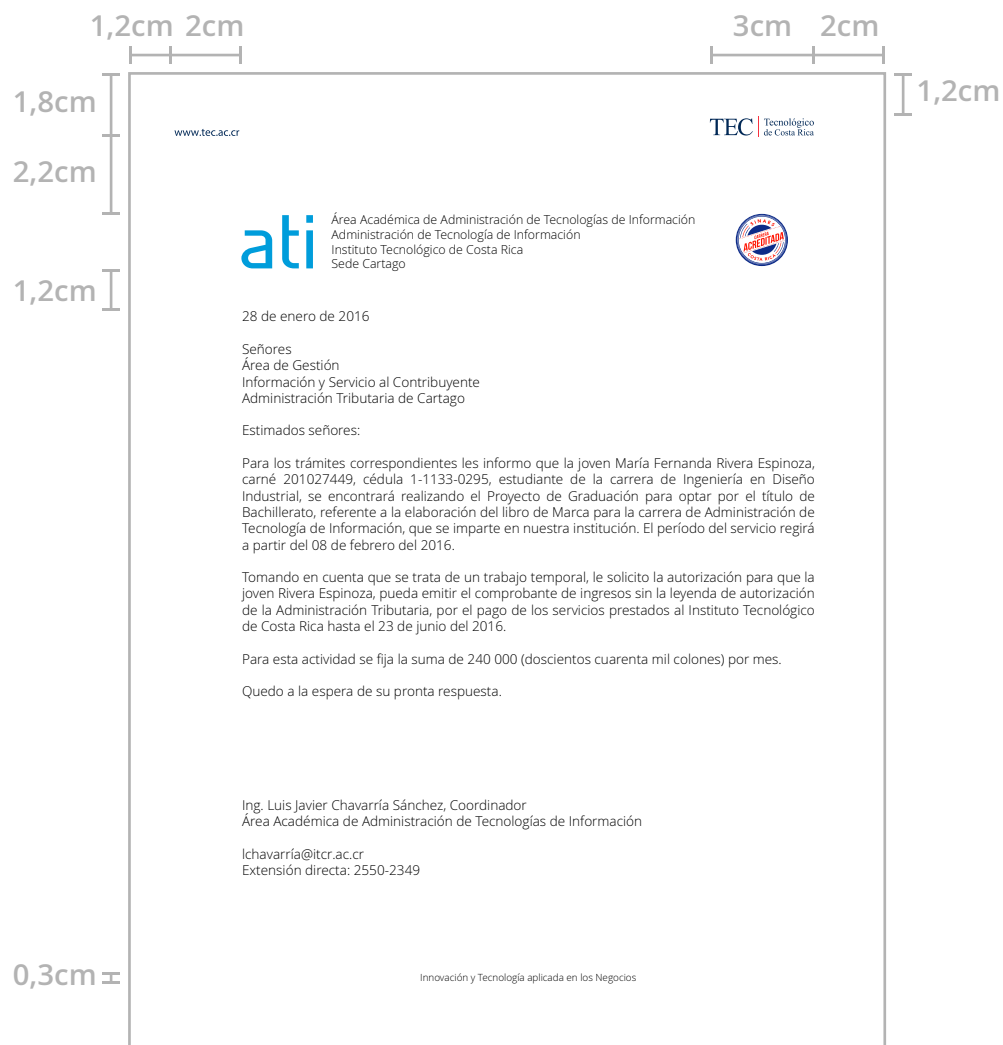 1,2cm 2cm 3cm 2cm
1,8cm
1,2cm
www.tec.ac.cr
TEC Tecnológico
de Costa Rica
2,2cm
ati
Área Académica de Administración de Tecnologías de Información
Administración de Tecnología de Información
Instituto Tecnológico de Costa Rica
Sede Cartago
SINAES
CARRERA
ACREDITADA
COSTA RICA
1,2cm
28 de enero de 2016
Señores
Área de Gestión
Información y Servicio al Contribuyente
Administración Tributaria de Cartago
Estimados señores:
Para los trámites correspondientes les informo que la joven María Fernanda Rivera Espinoza,
carné 201027449, cédula 1-1133-0295, estudiante de la carrera de Ingeniería en Diseño
Industrial, se encontrará realizando el Proyecto de Graduación para optar por el título de
Bachillerato, referente a la elaboración del libro de Marca para la carrera de Administración de
Tecnología de Información, que se imparte en nuestra institución. El período del servicio regirá
a partir del 08 de febrero del 2016.
Tomando en cuenta que se trata de un trabajo temporal, le solicito la autorización para que la
joven Rivera Espinoza, pueda emitir el comprobante de ingresos sin la leyenda de autorización
de la Administración Tributaria, por el pago de los servicios prestados al Instituto Tecnológico
de Costa Rica hasta el 23 de junio del 2016.
Para esta actividad se fija la suma de 240 000 (doscientos cuarenta mil colones) por mes.
Quedo a la espera de su pronta respuesta.
Ing. Luis Javier Chavarría Sánchez, Coordinador
Área Académica de Administración de Tecnologías de Información
lchavarría@itcr.ac.cr
Extensión directa: 2550-2349
0,3cm
Innovación y Tecnología aplicada en los Negocios